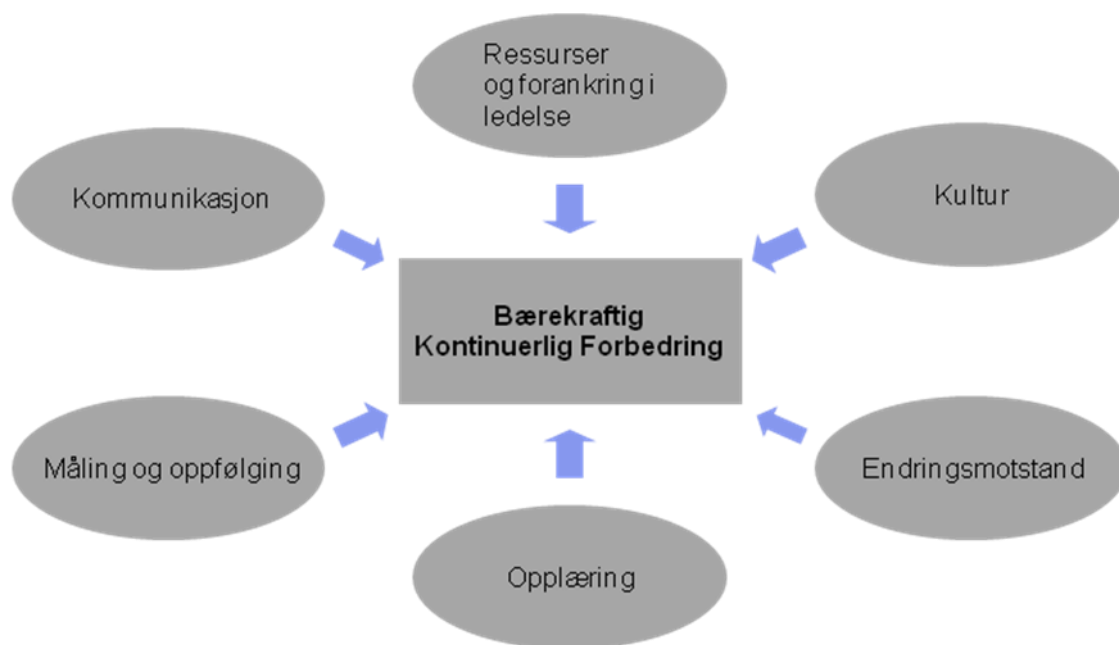 Ressurser
og forankring i
ledelse
Kommunikasjon
Kultur
Bærekraftig
Kontinuerlig Forbedring
Måling og oppfølging
Endringsmotstand
Opplæring